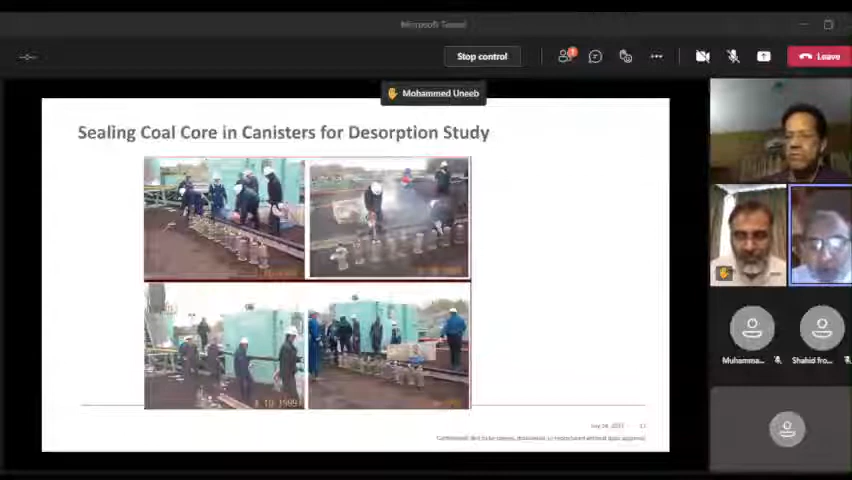 Microsoft Teams
Stop control
Leave
Mohammed Uneeb
Sealing Coal Core in Canisters for Desorption Study
Muhamma...
Shahid fro...